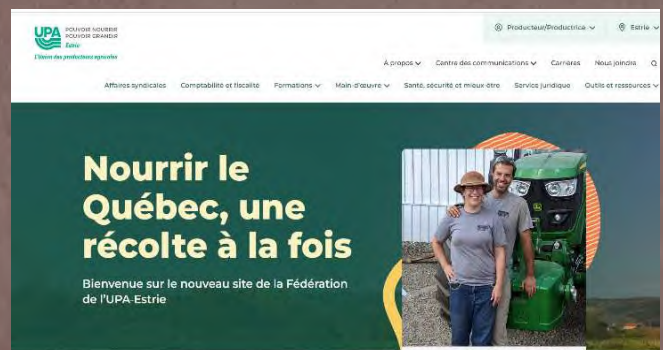 UPA
POUVOIR NOURRIR
POUVOIR GRANDIR
Estrie
L'Union des producteurs agricoles
Producteur/Productrice
Estrie
À propos
Centre des communications
Carrières
Nous joindre
Affaires syndicales
Comptabilité et fiscalité
Formations
Main-d'œuvre
Santé, sécurité et mieux-être
Service juridique
Outils et ressources
Nourrir le
Québec, une
récolte à la fois
Bienvenue sur le nouveau site de la Fédération
de l'UPA-Estrie